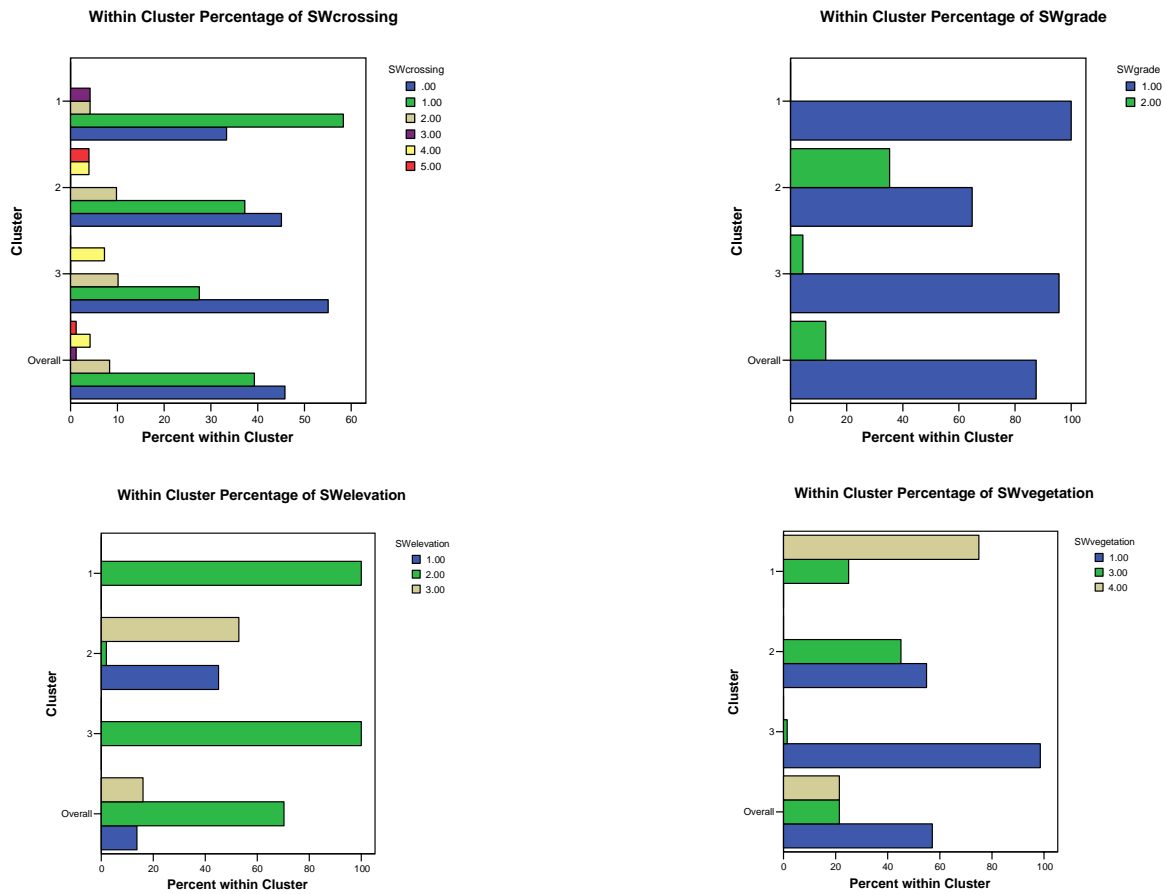 Within Cluster Percentage of SWcrossing
SWcrossing
.00
1.00
2.00
3.00
4.00
5.00
Cluster
1
2
3
Overall
0 10 20 30 40 50 60
Percent within Cluster
Within Cluster Percentage of SWgrade
SWgrade
1.00
2.00
Cluster
1
2
3
Overall
0 20 40 60 80 100
Percent within Cluster
Within Cluster Percentage of SWelevation
SWelevation
1.00
2.00
3.00
Cluster
1
2
3
Overall
0 20 40 60 80 100
Percent within Cluster
Within Cluster Percentage of SWvegetation
SWvegetation
1.00
3.00
4.00
Cluster
1
2
3
Overall
0 20 40 60 80 100
Percent within Cluster